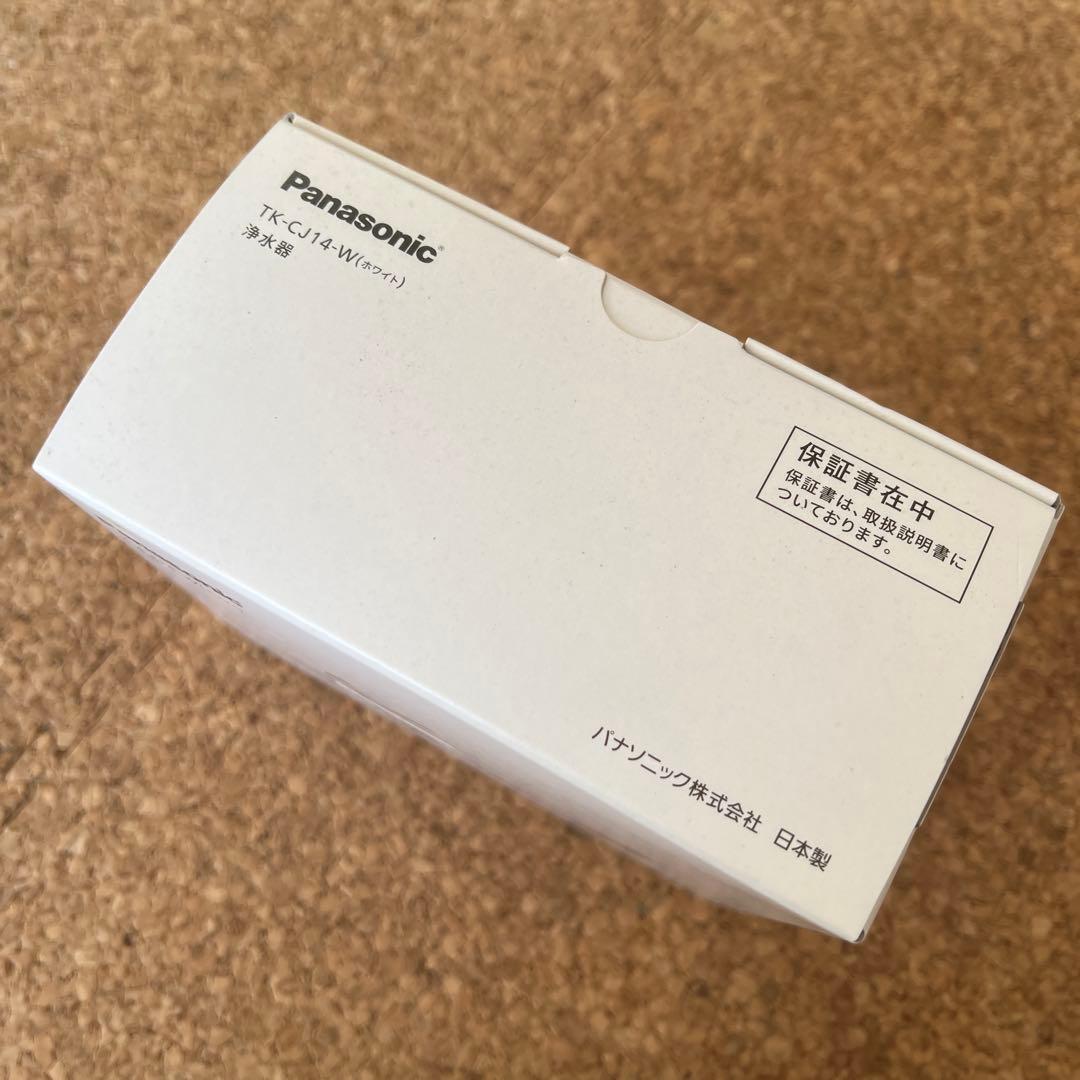 Panasonic®
TK-CJ14-W(ホワイト)
浄水器
保証書在中
保証書は、取扱説明書に
ついております。
パナソニック株式会社 日本製